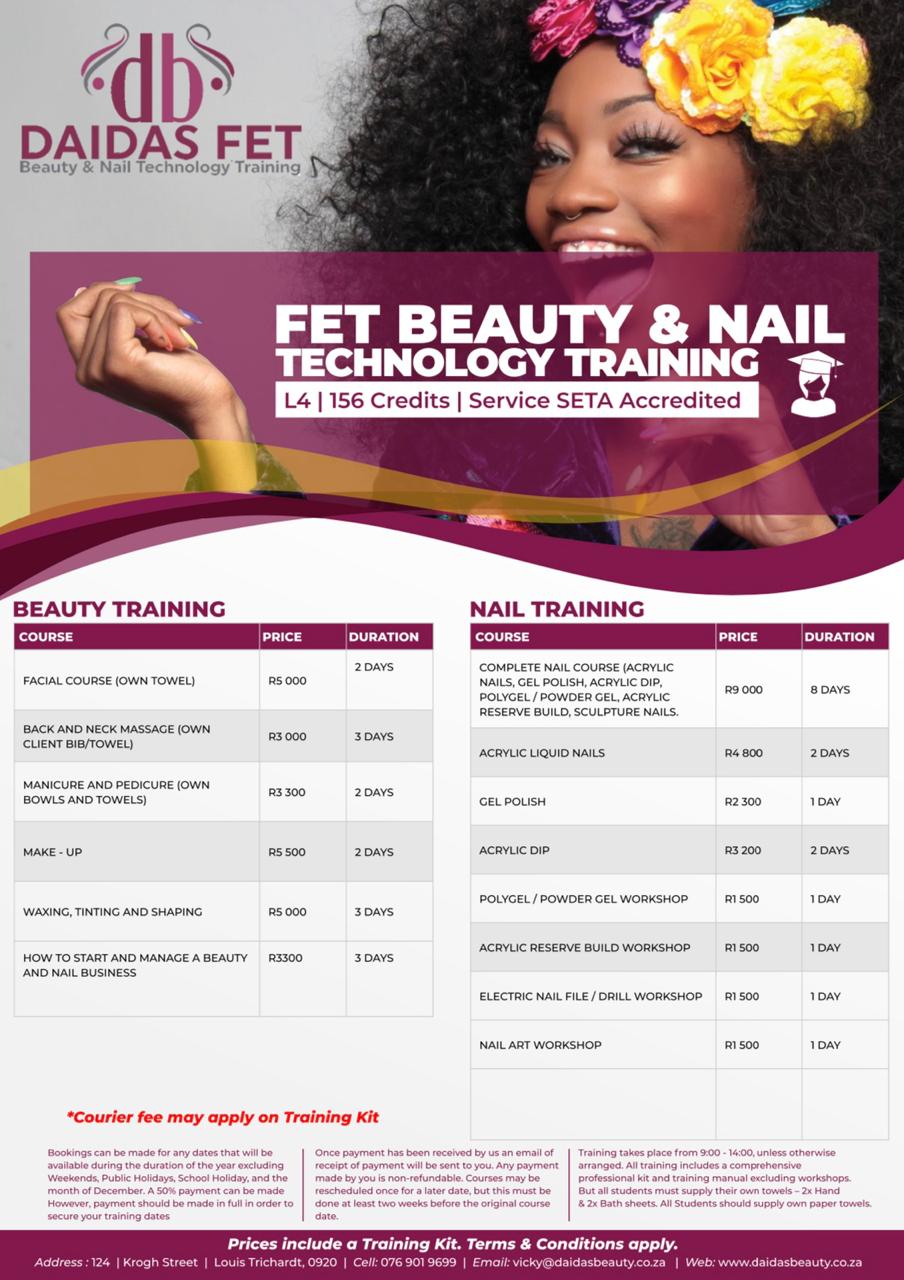 db
DAIDAS FET
Beauty & Nail Technology Training
FET BEAUTY & NAIL
TECHNOLOGY TRAINING
L4 | 156 Credits | Service SETA Accredited
BEAUTY TRAINING
COURSE PRICE DURATION
FACIAL COURSE (OWN TOWEL) R5 000 2 DAYS
BACK AND NECK MASSAGE (OWN
CLIENT BIB/TOWEL) R3 000 3 DAYS
MANICURE AND PEDICURE (OWN
BOWLS AND TOWELS) R3 300 2 DAYS
MAKE - UP R5 500 2 DAYS
WAXING, TINTING AND SHAPING R5 000 3 DAYS
HOW TO START AND MANAGE A BEAUTY R3300 3 DAYS
AND NAIL BUSINESS
NAIL TRAINING
COURSE PRICE DURATION
COMPLETE NAIL COURSE (ACRYLIC
NAILS, GEL POLISH, ACRYLIC DIP,
POLYGEL / POWDER GEL, ACRYLIC R9 000 8 DAYS
RESERVE BUILD, SCULPTURE NAILS.
ACRYLIC LIQUID NAILS R4 800 2 DAYS
GEL POLISH R2 300 1 DAY
ACRYLIC DIP R3 200 2 DAYS
POLYGEL / POWDER GEL WORKSHOP R1 500 1 DAY
ACRYLIC RESERVE BUILD WORKSHOP R1 500 1 DAY
ELECTRIC NAIL FILE / DRILL WORKSHOP R1 500 1 DAY
NAIL ART WORKSHOP R1 500 1 DAY
*Courier fee may apply on Training Kit
Bookings can be made for any dates that will be
available during the duration of the year excluding
Weekends, Public Holidays, School Holiday, and the
month of December. A 50% payment can be made
However, payment should be made in full in order to
secure your training dates
Once payment has been received by us an email of
receipt of payment will be sent to you. Any payment
made by you is non-refundable. Courses may be
rescheduled once for a later date, but this must be
done at least two weeks before the original course
date.
Training takes place from 9:00 - 14:00, unless otherwise
arranged. All training includes a comprehensive
professional kit and training manual excluding workshops.
But all students must supply their own towels – 2x Hand
& 2x Bath sheets. All Students should supply own paper towels.
Prices include a Training Kit. Terms & Conditions apply.
Address : 124 | Krogh Street | Louis Trichardt, 0920 | Cell: 076 901 9699 | Email: vicky@daidasbeauty.co.za | Web: www.daidasbeauty.co.za